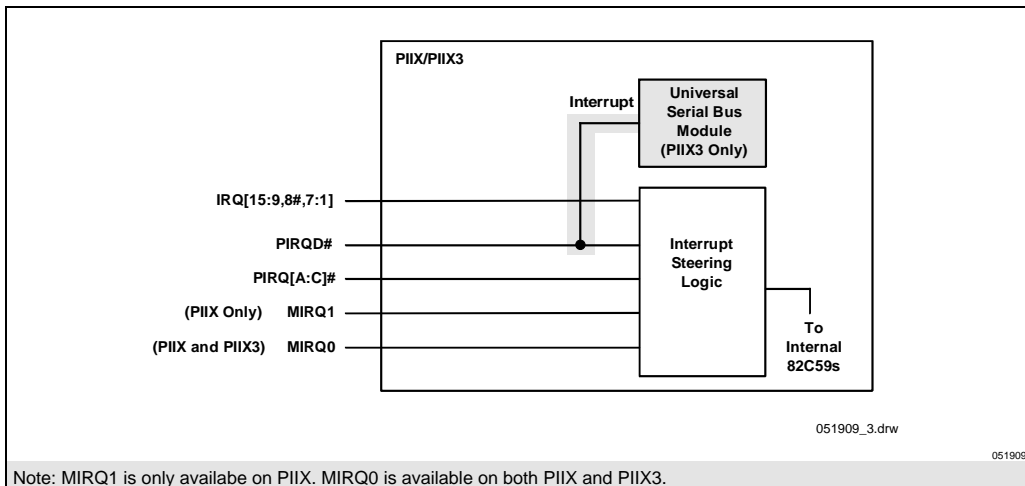 PIIX/PIIX3
Interrupt
Universal
Serial Bus
Module
(PIIX3 Only)
IRQ[15:9,8#,7:1]
PIRQD#
PIRQ[A:C]#
(PIIX Only) MIRQ1
(PIIX and PIIX3) MIRQ0
Interrupt
Steering
Logic
To
Internal
82C59s
051909_3.drw
051909
Note: MIRQ1 is only availabe on PIIX. MIRQ0 is available on both PIIX and PIIX3.